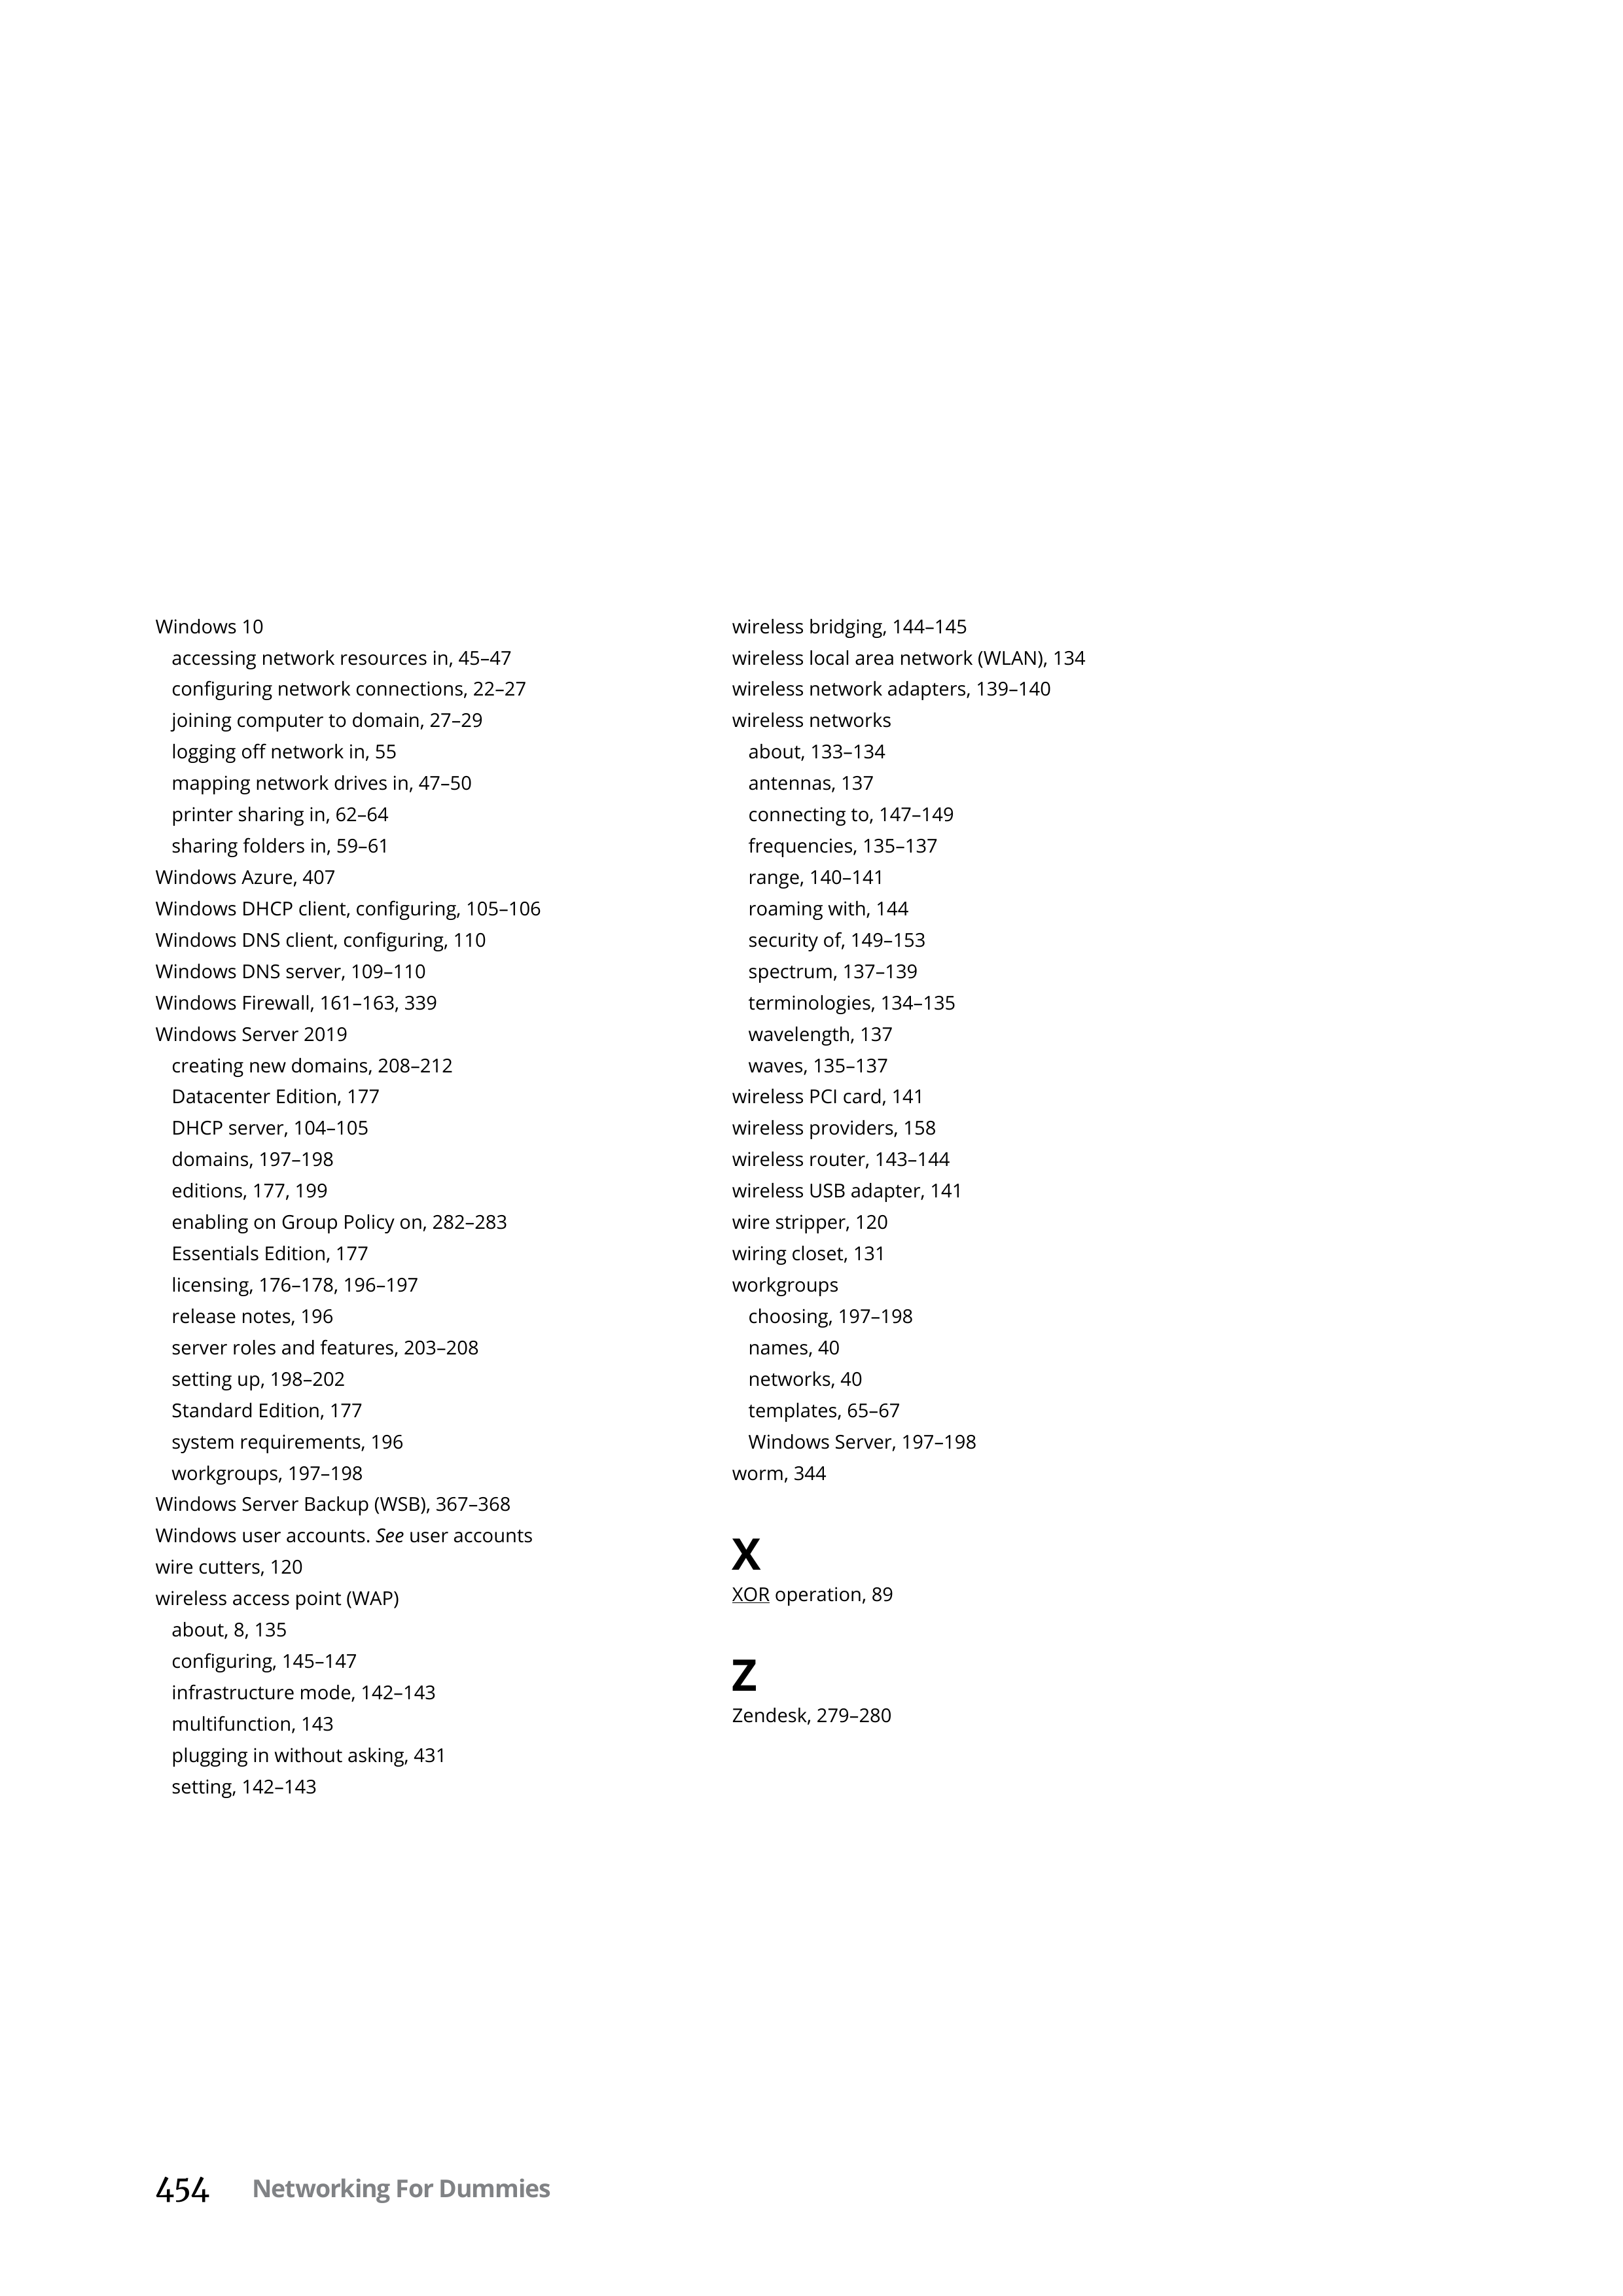 Windows 10
accessing network resources in, 45–47
configuring network connections, 22–27
joining computer to domain, 27–29
logging off network in, 55
mapping network drives in, 47–50
printer sharing in, 62–64
sharing folders in, 59–61
Windows Azure, 407
Windows DHCP client, configuring, 105–106
Windows DNS client, configuring, 110
Windows DNS server, 109–110
Windows Firewall, 161–163, 339
Windows Server 2019
creating new domains, 208–212
Datacenter Edition, 177
DHCP server, 104–105
domains, 197–198
editions, 177, 199
enabling on Group Policy on, 282–283
Essentials Edition, 177
licensing, 176–178, 196–197
release notes, 196
server roles and features, 203–208
setting up, 198–202
Standard Edition, 177
system requirements, 196
workgroups, 197–198
Windows Server Backup (WSB), 367–368
Windows user accounts. See user accounts
wire cutters, 120
wireless access point (WAP)
about, 8, 135
configuring, 145–147
infrastructure mode, 142–143
multifunction, 143
plugging in without asking, 431
setting, 142–143
wireless bridging, 144–145
wireless local area network (WLAN), 134
wireless network adapters, 139–140
wireless networks
about, 133–134
antennas, 137
connecting to, 147–149
frequencies, 135–137
range, 140–141
roaming with, 144
security of, 149–153
spectrum, 137–139
terminologies, 134–135
wavelength, 137
waves, 135–137
wireless PCI card, 141
wireless providers, 158
wireless router, 143–144
wireless USB adapter, 141
wire stripper, 120
wiring closet, 131
workgroups
choosing, 197–198
names, 40
networks, 40
templates, 65–67
Windows Server, 197–198
worm, 344
X
XOR operation, 89
Z
Zendesk, 279–280
454 Networking For Dummies